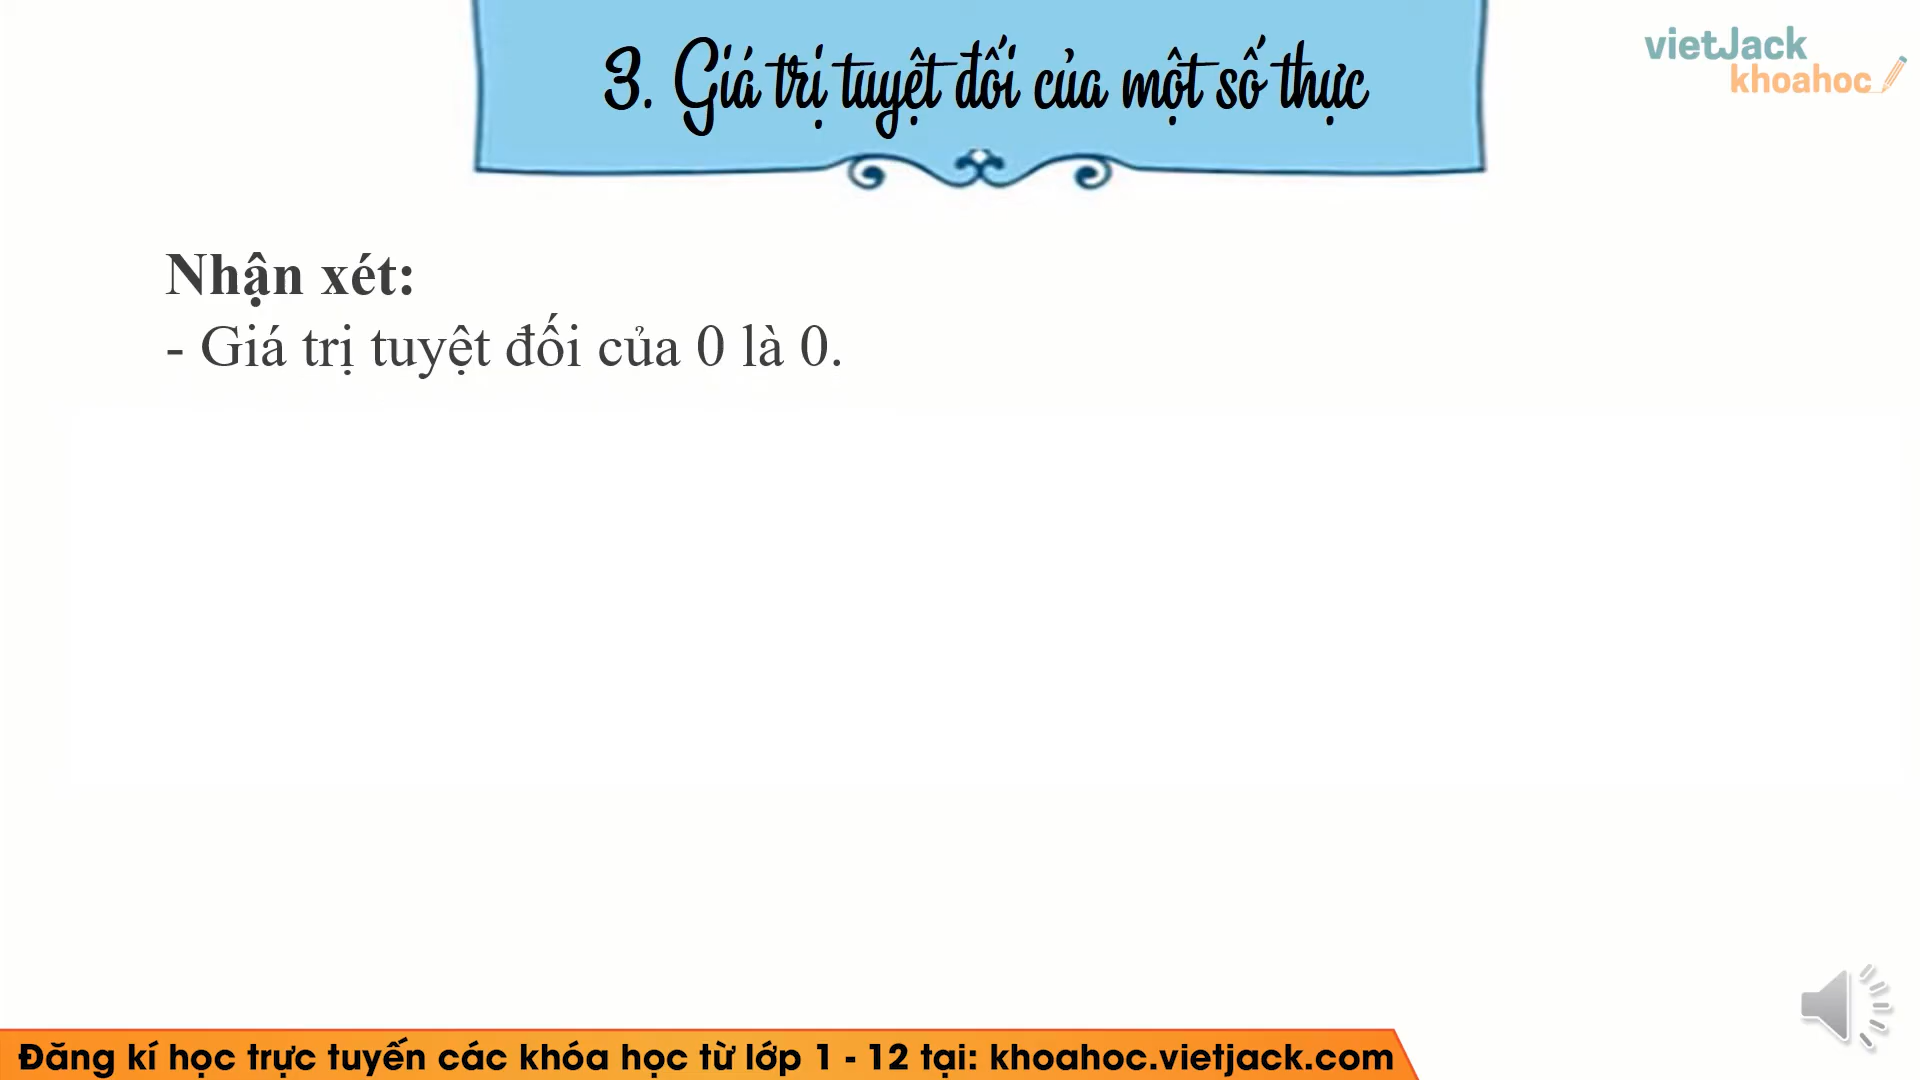 3. Giá trị tuyệt đối của một số thực
vietJack
khoahoc
Nhận xét:
- Giá trị tuyệt đối của 0 là 0.
Đăng kí học trực tuyến các khóa học từ lớp 1 - 12 tại: khoahoc.vietjack.com